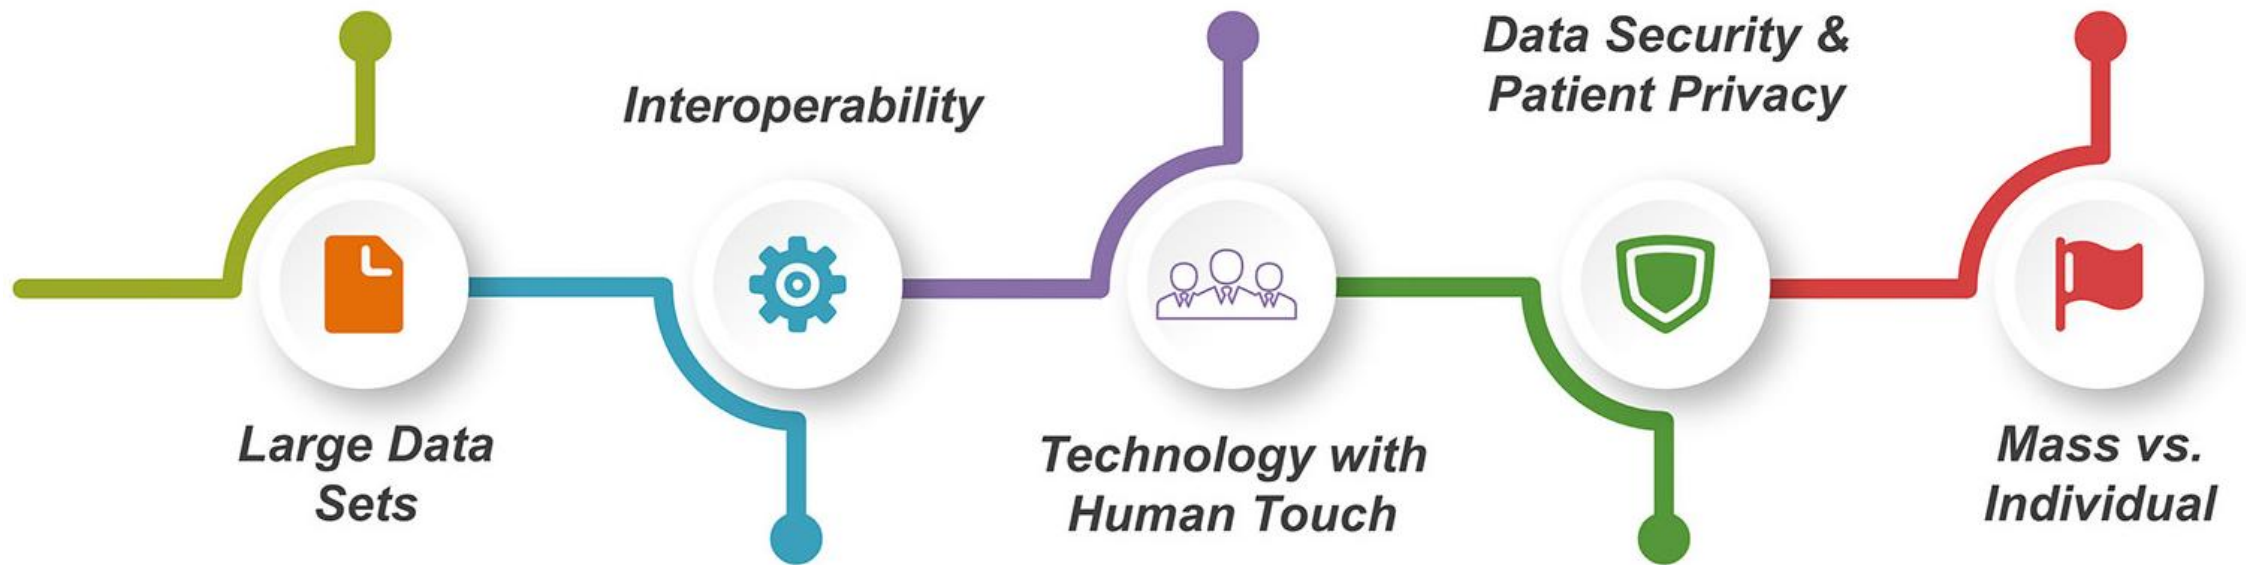 Large Data
Sets
Interoperability
Technology with
Human Touch
Data Security &
Patient Privacy
Mass vs.
Individual